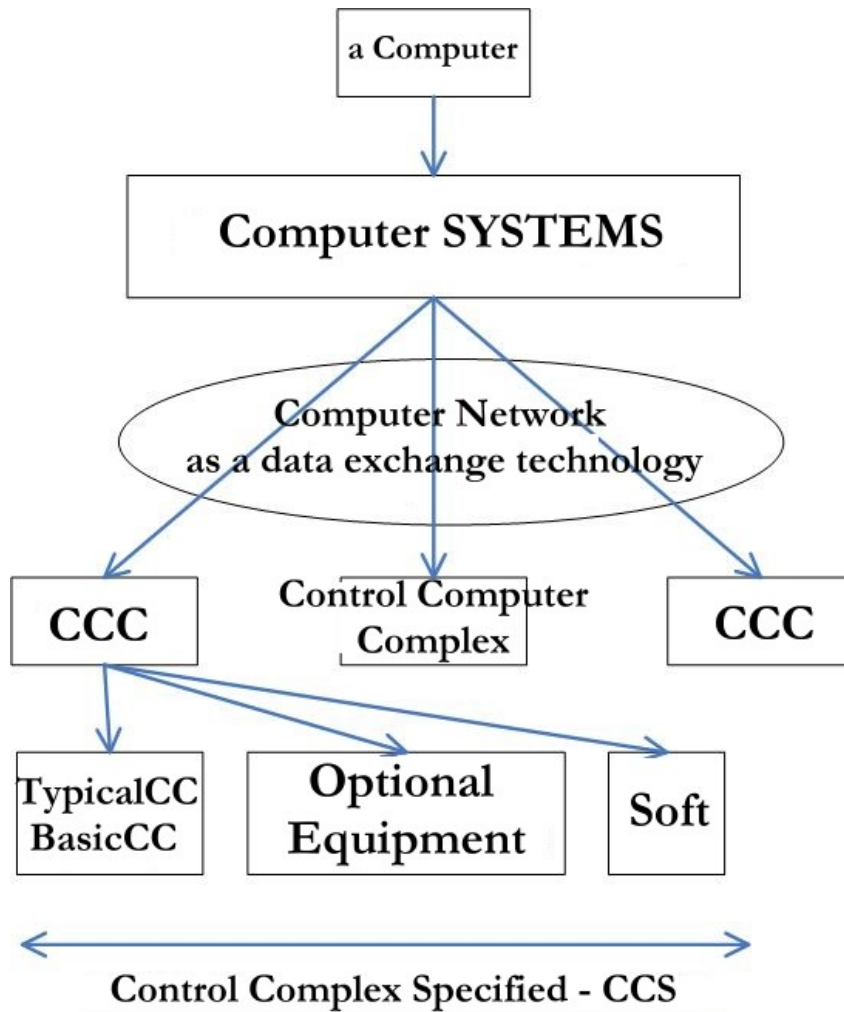 a Computer
Computer SYSTEMS
Computer Network
as a data exchange technology
CCC
Control Computer
Complex
CCC
TypicalCC
BasicCC
Optional
Equipment
Soft
Control Complex Specified - CCS